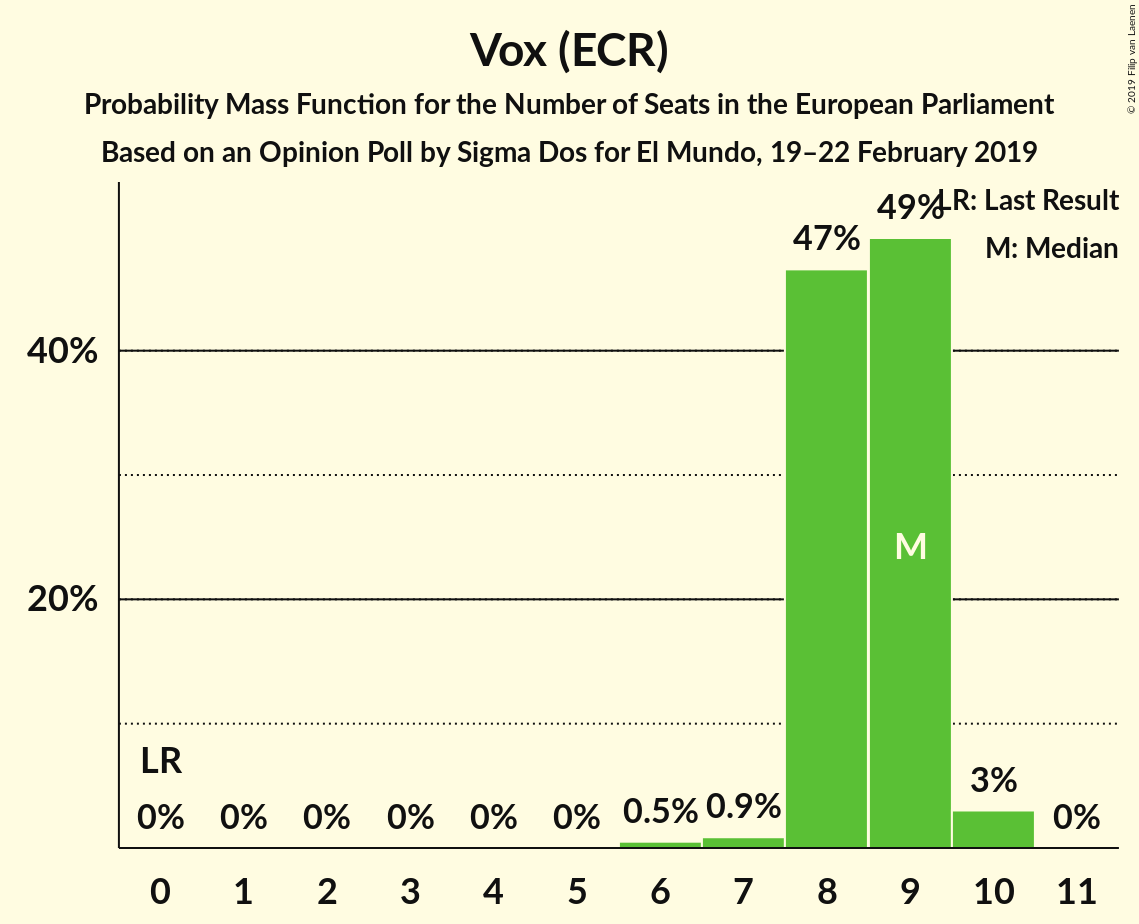 Vox (ECR)
Probability Mass Function for the Number of Seats in the European Parliament
Based on an Opinion Poll by Sigma Dos for El Mundo, 19–22 February 2019
© 2019 Filip van Laenen
LR: Last Result
M: Median
49%
47%
40%
M
20%
LR
0% 0% 0% 0% 0% 0% 0.5% 0.9% 3% 0%
0 1 2 3 4 5 6 7 8 9 10 11